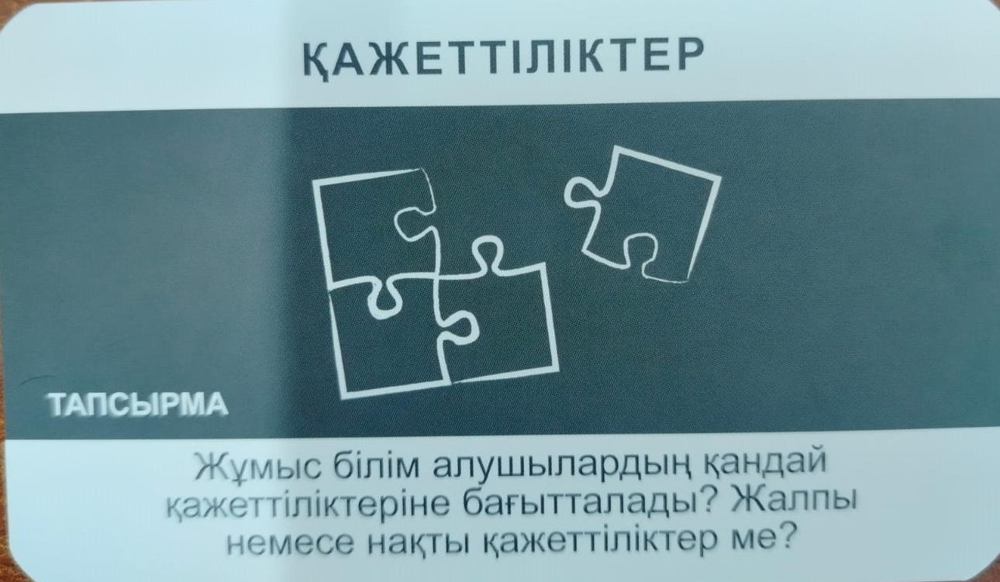 ҚАЖЕТТІЛІКТЕР
ТАПСЫРМА
Жұмыс білім алушылардың қандай
қажеттіліктеріне бағытталады? Жалпы
немесе нақты қажеттіліктер ме?